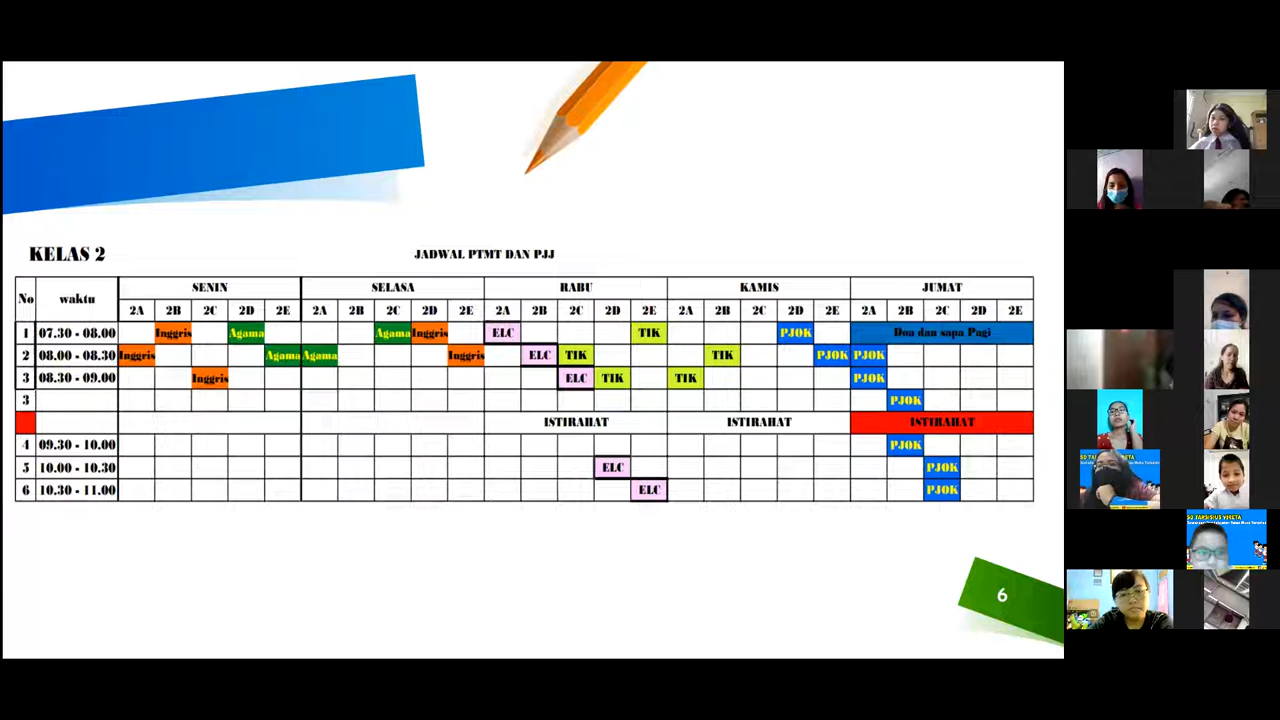 KELAS 2
JADWAL PTMT DAN PJJ
No waktu SENIN SELASA RABU KAMIS JUMAT
2A 2B 2C 2D 2E 2A 2B 2C 2D 2E 2A 2B 2C 2D 2E 2A 2B 2C 2D 2E 2A 2B 2C 2D 2E
1 07.30 - 08.00 Inggris Agama Agama Inggris ELC TIK PJOK Doa dan sapa Pagi
2 08.00 - 08.30 Inggris Agama Agama Inggris ELC TIK TIK PJOK PJOK
3 08.30 - 09.00 Inggris ELC TIK TIK PJOK
3 PJOK
ISTIRAHAT ISTIRAHAT ISTIRAHAT
4 09.30 - 10.00 PJOK
5 10.00 - 10.30 ELC PJOK
6 10.30 - 11.00 ELC PJOK
6
SD TARSISIUS VIRETA